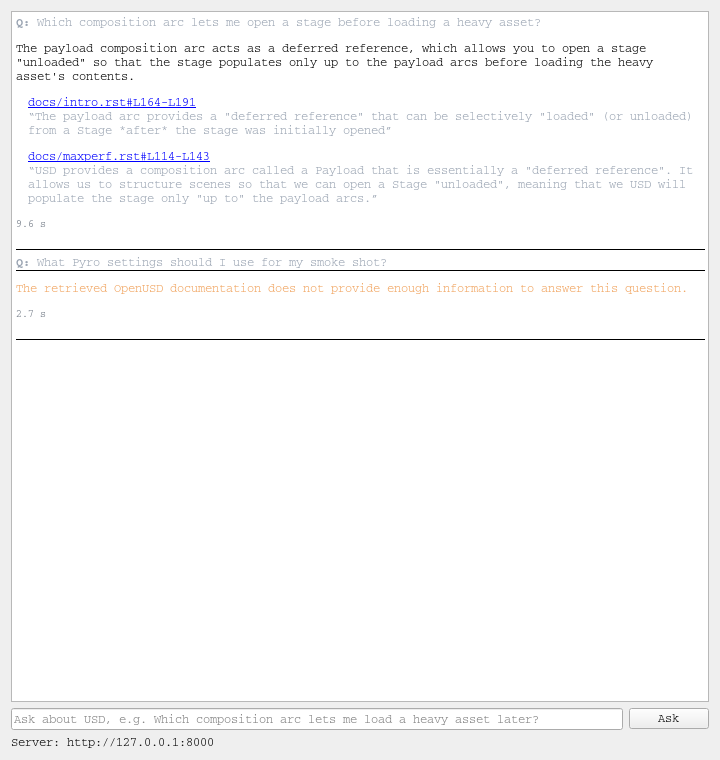 Q: Which composition arc lets me open a stage before loading a heavy asset?
The payload composition arc acts as a deferred reference, which allows you to open a stage
"unloaded" so that the stage populates only up to the payload arcs before loading the heavy
asset's contents.
docs/intro.rst#L164-L191
"The payload arc provides a "deferred reference" that can be selectively "loaded" (or unloaded)
from a Stage *after* the stage was initially opened"
docs/maxperf.rst#L114-L143
"USD provides a composition arc called a Payload that is essentially a "deferred reference". It
allows us to structure scenes so that we can open a Stage "unloaded", meaning that we USD will
populate the stage only "up to" the payload arcs."
9.6 s
Q: What Pyro settings should I use for my smoke shot?
The retrieved OpenUSD documentation does not provide enough information to answer this question.
2.7 s
Ask about USD, e.g. Which composition arc lets me load a heavy asset later?
Ask
Server: http://127.0.0.1:8000